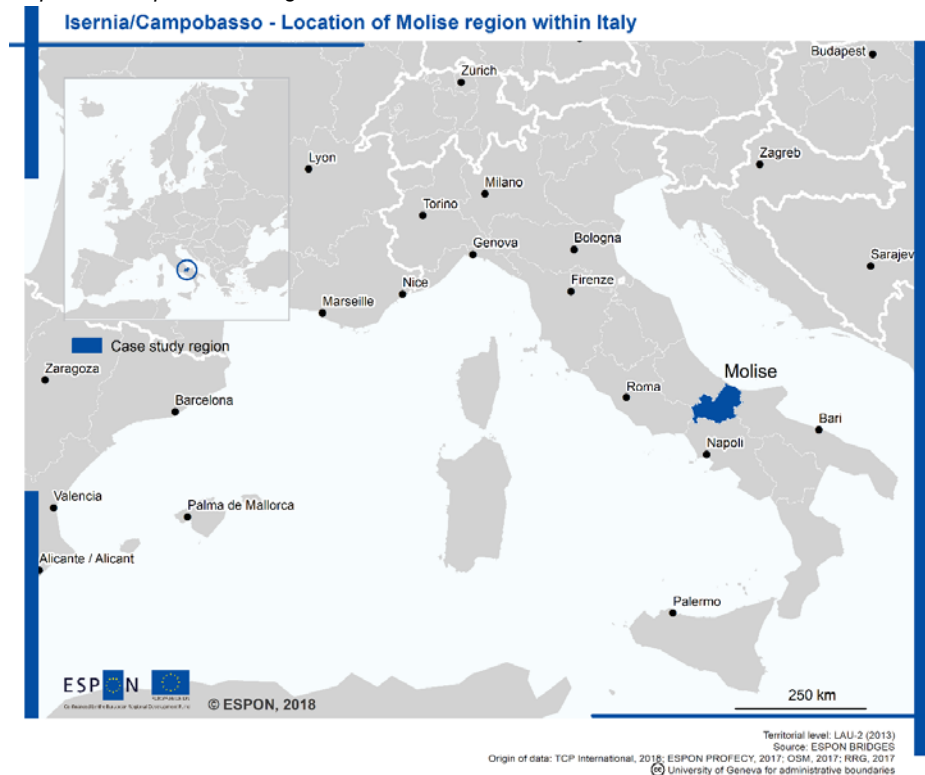 Isernia/Campobasso - Location of Molise region within Italy
Budapest
Zürich
Zagreb
Lyon
Milano
Torino
Genova
Bologna
Sarajev
Nice
Firenze
Marseille
Case study region
Zaragoza
Molise
Roma
Barcelona
Bari
Napoli
Valencia
Palma de Mallorca
Alicante / Alicant
Palermo
ESPON
250 km
© ESPON, 2018
Territorial level: LAU-2 (2013)
Source: ESPON BRIDGES
Origin of data: TCP International, 2018; ESPON PROFECY, 2017; OSM, 2017; RRG, 2017
cc University of Geneva for administrative boundaries